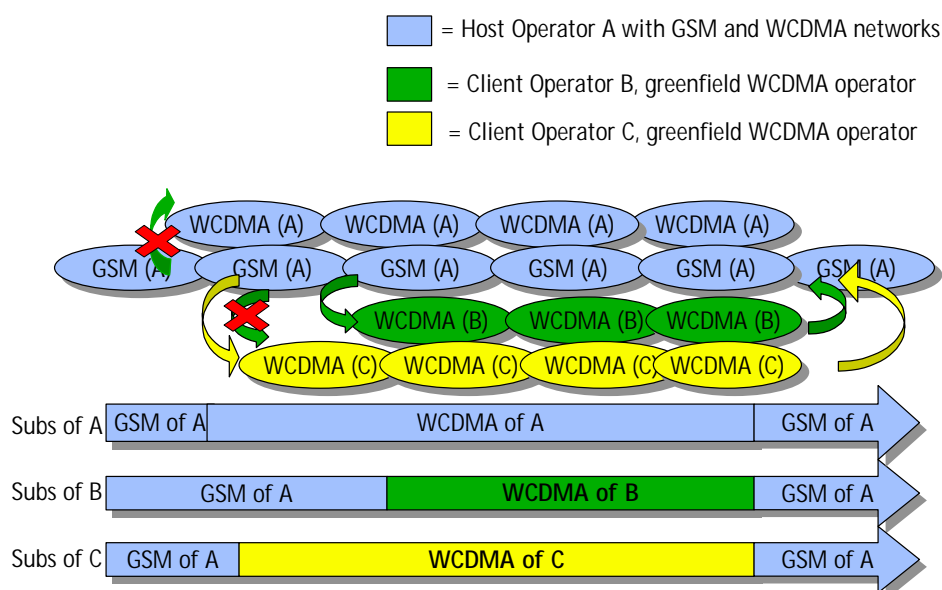 = Host Operator A with GSM and WCDMA networks
= Client Operator B, greenfield WCDMA operator
= Client Operator C, greenfield WCDMA operator
WCDMA (A) WCDMA (A) WCDMA (A) WCDMA (A)
GSM (A) GSM (A) GSM (A) GSM (A) GSM (A) GSM (A)
WCDMA (B) WCDMA (B) WCDMA (B)
WCDMA (C) WCDMA (C) WCDMA (C) WCDMA (C)
Subs of A GSM of A WCDMA of A GSM of A
Subs of B GSM of A WCDMA of B GSM of A
Subs of C GSM of A WCDMA of C GSM of A